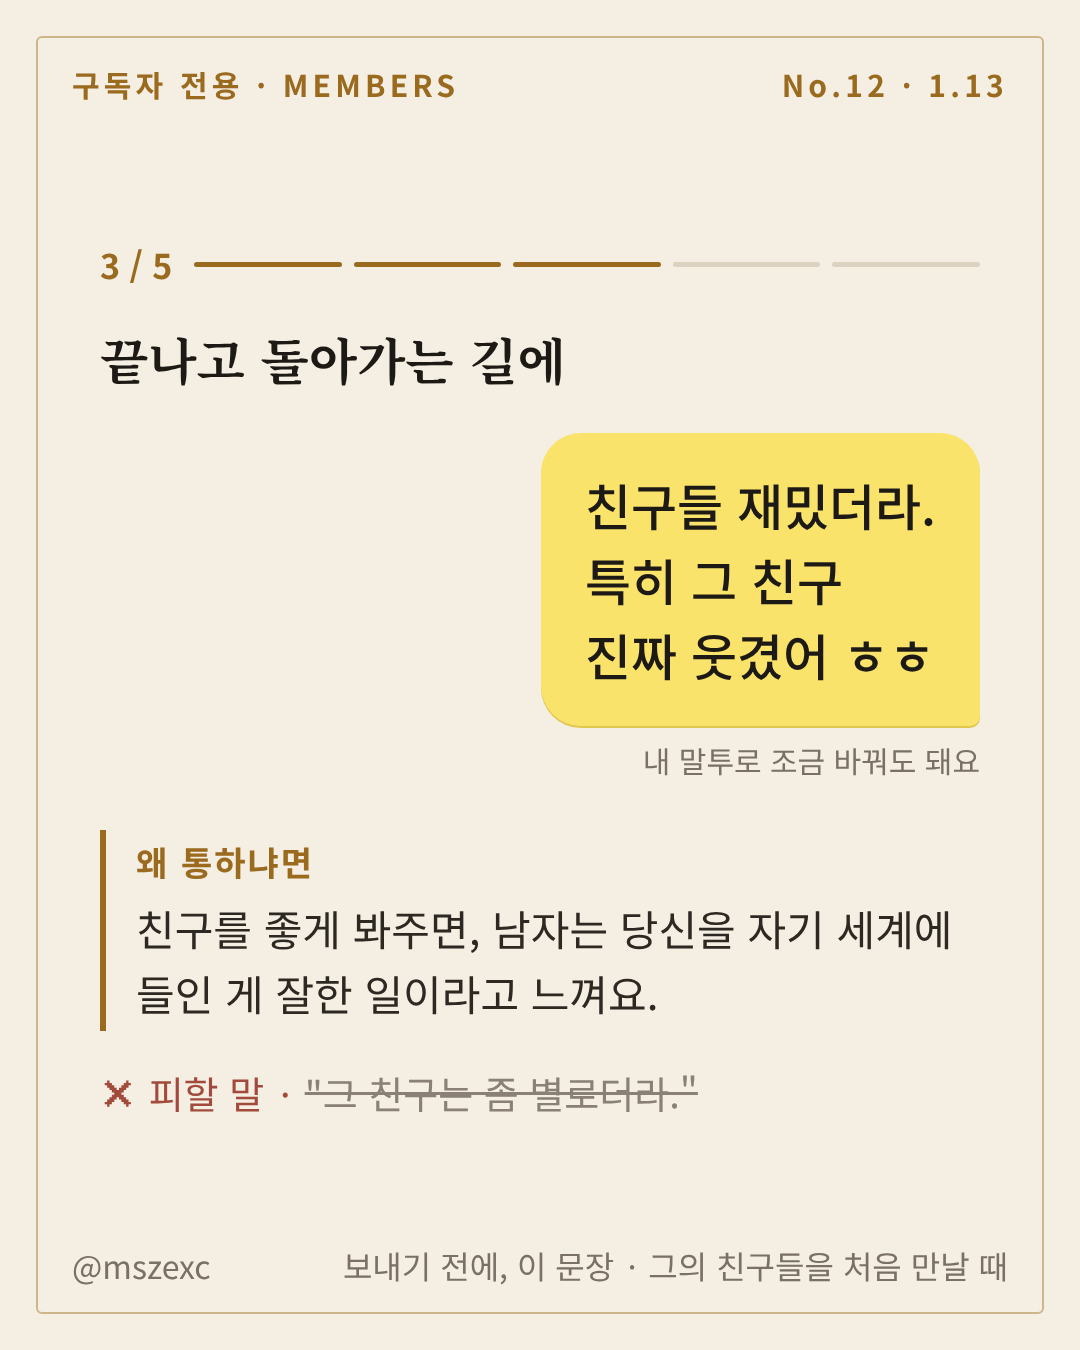 구독자 전용 · MEMBERS
No.12 · 1.13
3 / 5
끝나고 돌아가는 길에
친구들 재밌더라.
특히 그 친구
진짜 웃겼어 ㅎㅎ
내 말투로 조금 바꿔도 돼요
왜 통하냐면
친구를 좋게 봐주면, 남자는 당신을 자기 세계에
들인 게 잘한 일이라고 느껴요.
✕ 피할 말 · "그 친구는 좀 별로더라."
@mszexc
보내기 전에, 이 문장 · 그의 친구들을 처음 만날 때